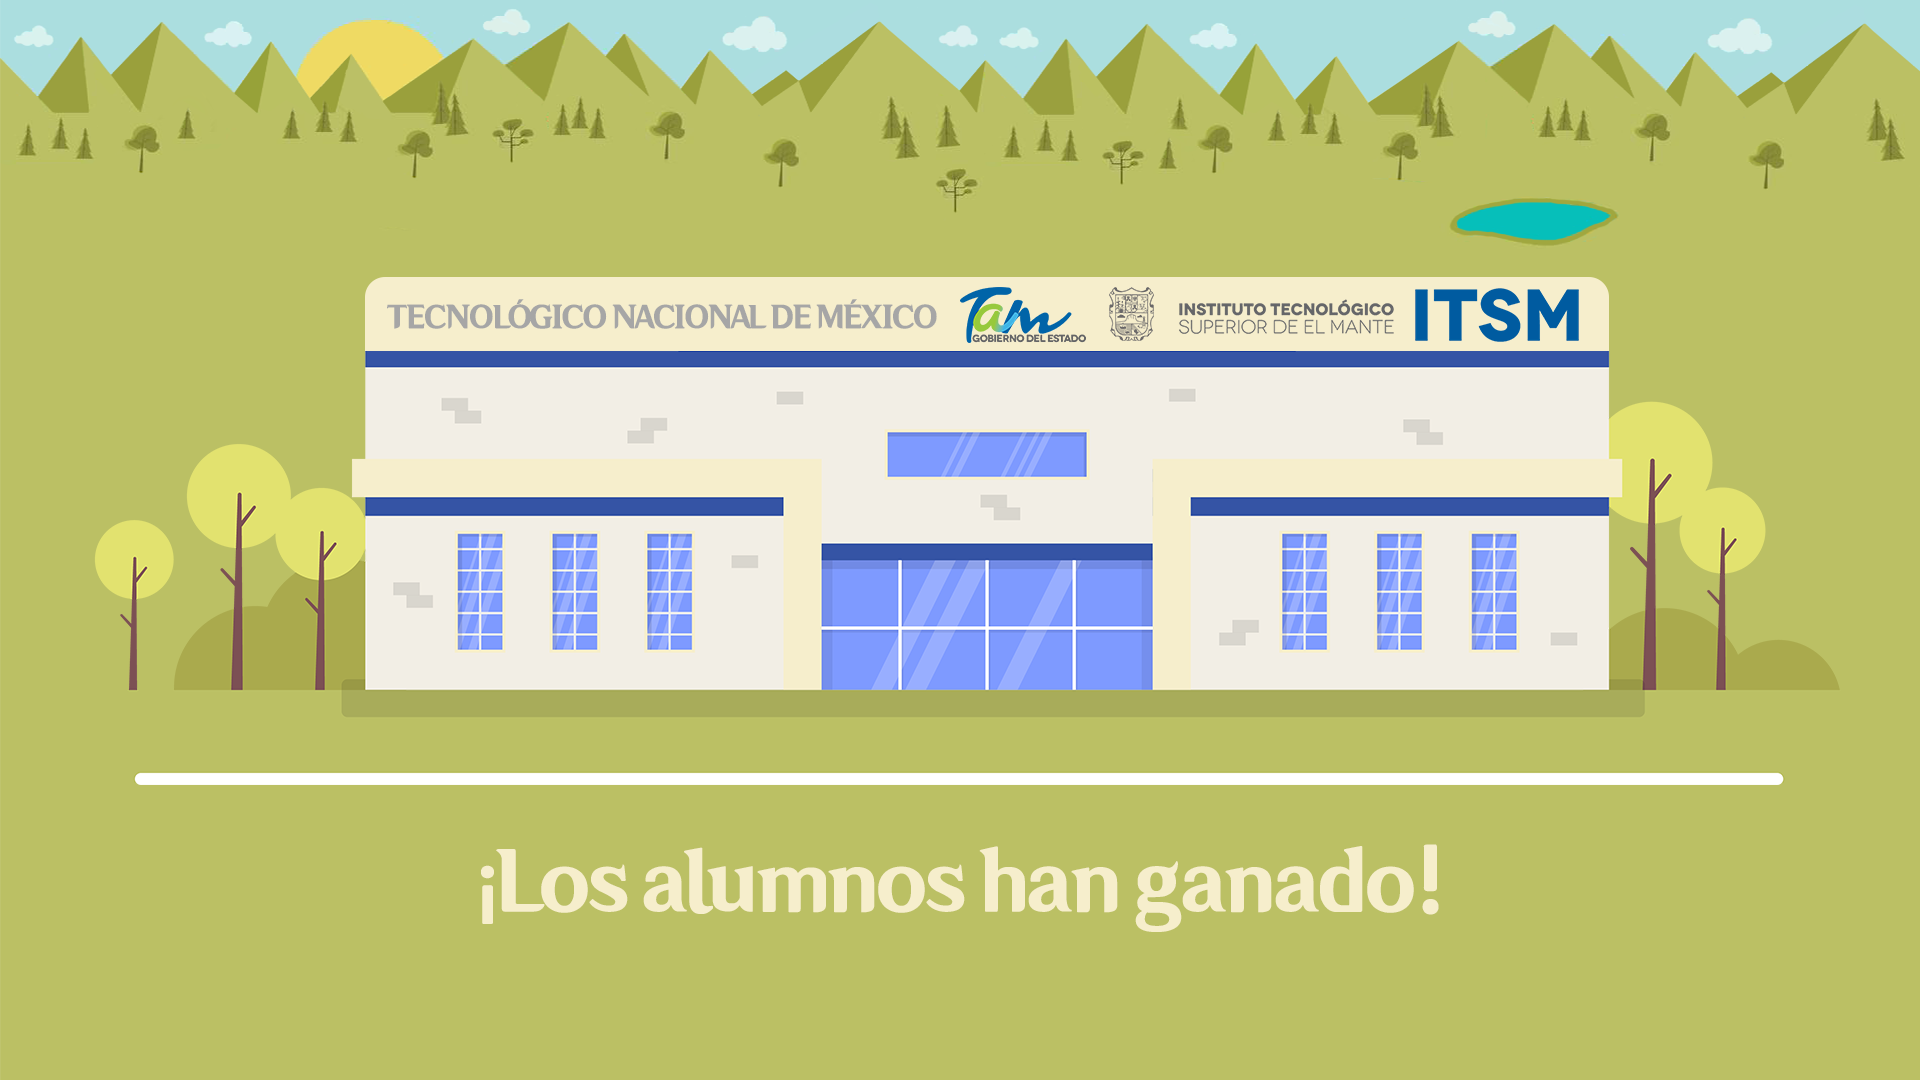 TECNOLÓGICO NACIONAL DE MÉXICO
Tam
GOBIERNO DEL ESTADO
INSTITUTO TECNOLÓGICO
SUPERIOR DE EL MANTE
ITSM
¡Los alumnos han ganado!